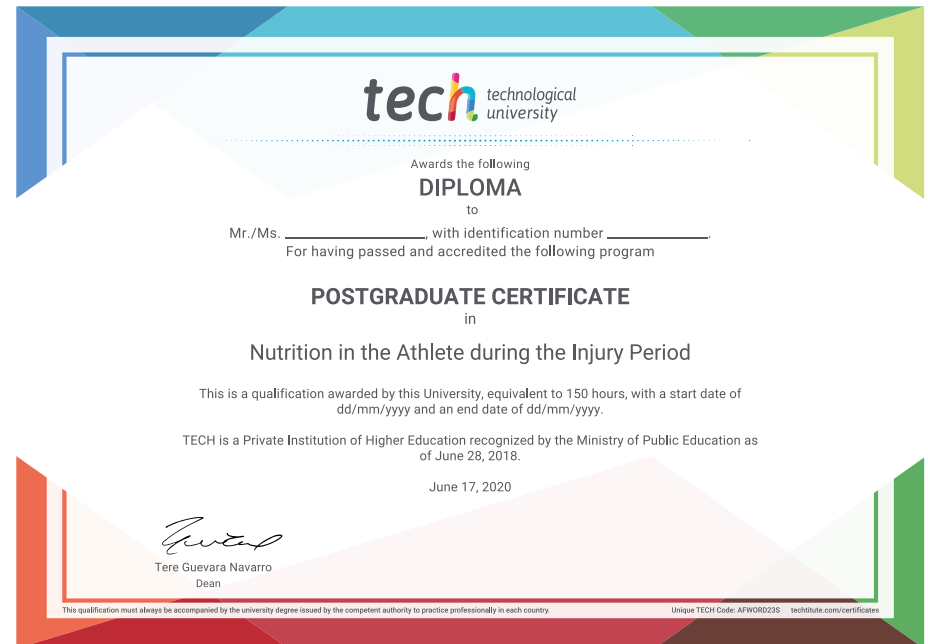 tech technological
university
Awards the following
DIPLOMA
to
Mr./Ms. ____________________, with identification number ______________.
For having passed and accredited the following program
POSTGRADUATE CERTIFICATE
in
Nutrition in the Athlete during the Injury Period
This is a qualification awarded by this University, equivalent to 150 hours, with a start date of
dd/mm/yyyy and an end date of dd/mm/yyyy.
TECH is a Private Institution of Higher Education recognized by the Ministry of Public Education as
of June 28, 2018.
June 17, 2020
Tere Guevara Navarro
Dean
This qualification must always be accompanied by the university degree issued by the competent authority to practice professionally in each country.
Unique TECH Code: AFWORD23S techtitute.com/certificates